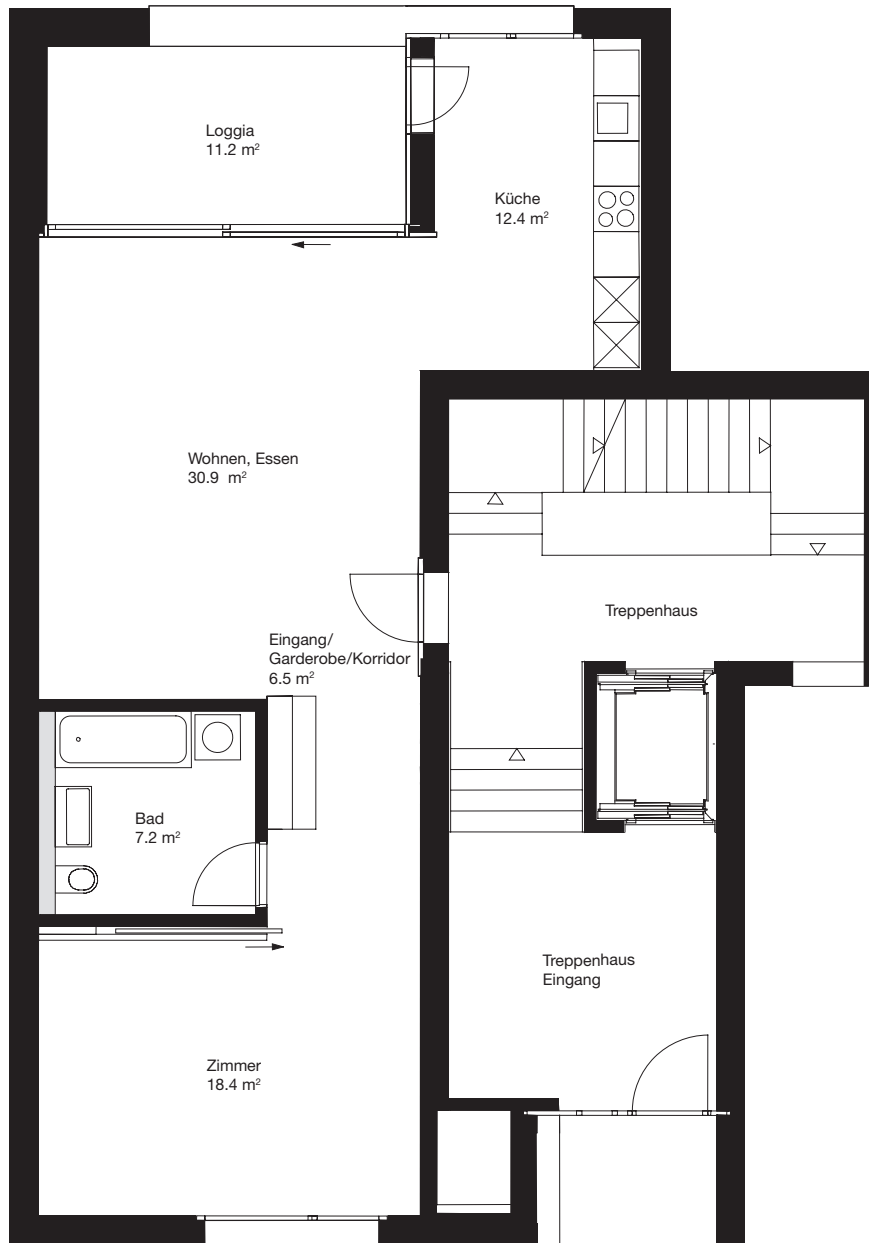 Loggia
11.2 m²
Küche
12.4 m²
Wohnen, Essen
30.9 m²
Treppenhaus
Eingang/
Garderobe/Korridor
6.5 m²
Bad
7.2 m²
Treppenhaus
Eingang
Zimmer
18.4 m²